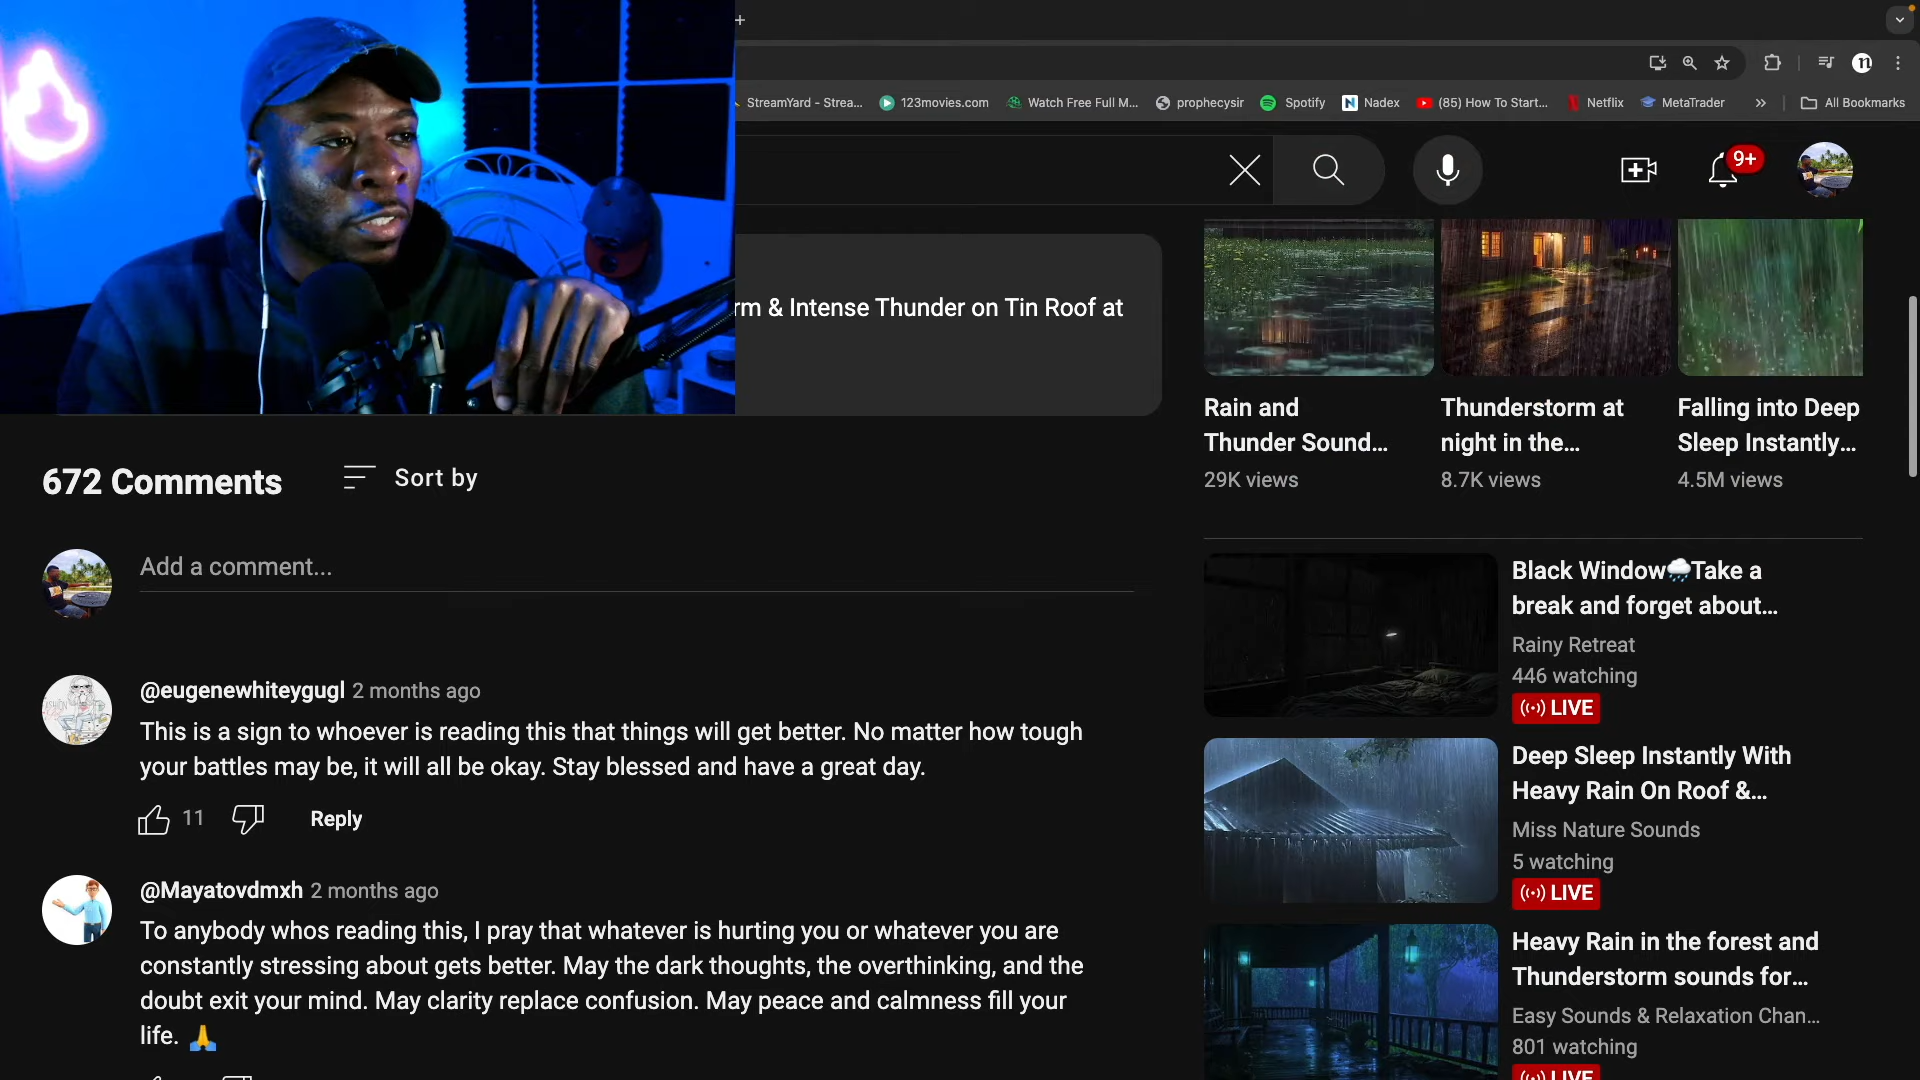 StreamYard - Strea...
123movies.com
Watch Free Full M...
prophecysir
Spotify
Nadex
(85) How To Start...
Netflix
MetaTrader
All Bookmarks
9+
rm & Intense Thunder on Tin Roof at
Rain and
Thunder Sound...
29K views
Thunderstorm at
night in the...
8.7K views
Falling into Deep
Sleep Instantly...
4.5M views
672 Comments
Sort by
Add a comment...
@eugenewhiteygugl 2 months ago
This is a sign to whoever is reading this that things will get better. No matter how tough
your battles may be, it will all be okay. Stay blessed and have a great day.
11
Reply
@Mayatovdmxh 2 months ago
To anybody whos reading this, I pray that whatever is hurting you or whatever you are
constantly stressing about gets better. May the dark thoughts, the overthinking, and the
doubt exit your mind. May clarity replace confusion. May peace and calmness fill your
life. 🙏
Black Window🌧️Take a
break and forget about...
Rainy Retreat
446 watching
LIVE
Deep Sleep Instantly With
Heavy Rain On Roof &...
Miss Nature Sounds
5 watching
LIVE
Heavy Rain in the forest and
Thunderstorm sounds for...
Easy Sounds & Relaxation Chan...
801 watching
LIVE